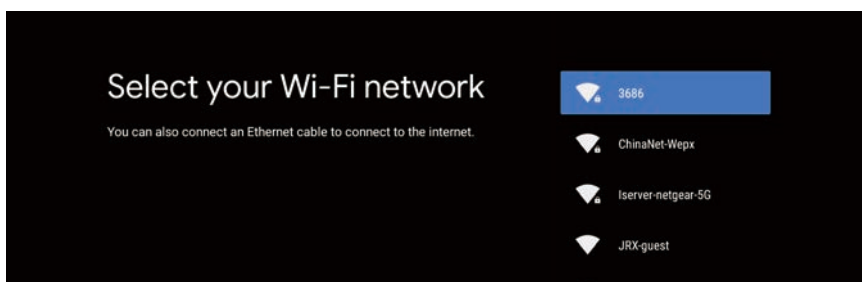 Select your Wi-Fi network
You can also connect an Ethernet cable to connect to the internet.
3686
ChinaNet-Wepx
Iserver-netgear-5G
JRX-guest